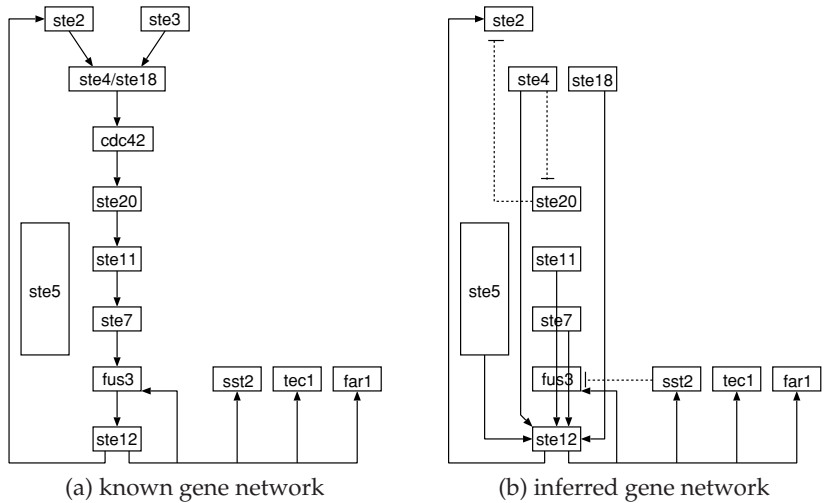 ste2
ste3
ste4/ste18
cdc42
ste20
ste11
ste5
ste7
fus3
sst2
tec1
far1
ste12
(a) known gene network
ste2
ste4
ste18
ste20
ste11
ste5
ste7
fus3
sst2
tec1
far1
ste12
(b) inferred gene network